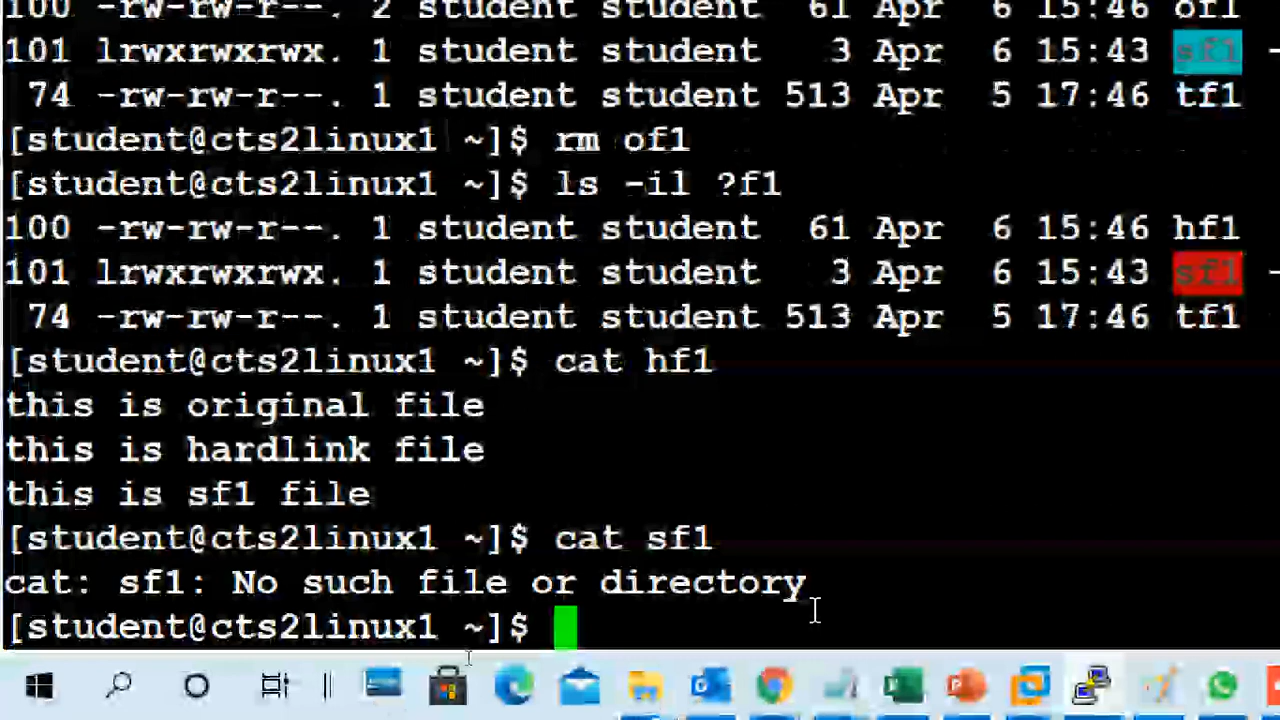 100 -rw-rw-r--. 2 student student 61 Apr 6 15:46 of1
101 lrwxrwxrwx. 1 student student 3 Apr 6 15:43 sf1 -
74 -rw-rw-r--. 1 student student 513 Apr 5 17:46 tf1
[student@cts2linux1 ~]$ rm of1
[student@cts2linux1 ~]$ ls -il ?f1
100 -rw-rw-r--. 1 student student 61 Apr 6 15:46 hf1
101 lrwxrwxrwx. 1 student student 3 Apr 6 15:43 sf1 -
74 -rw-rw-r--. 1 student student 513 Apr 5 17:46 tf1
[student@cts2linux1 ~]$ cat hf1
this is original file
this is hardlink file
this is sf1 file
[student@cts2linux1 ~]$ cat sf1
cat: sf1: No such file or directory
[student@cts2linux1 ~]$